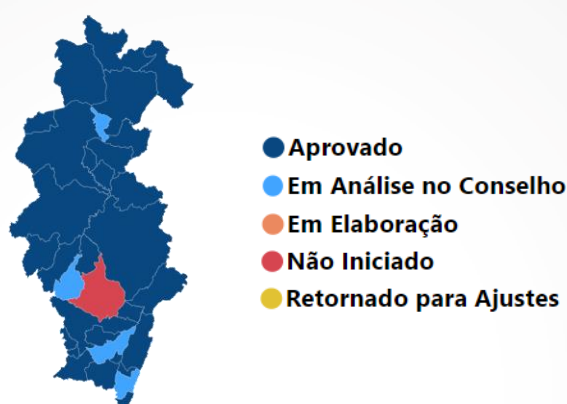 Aprovado
Em Análise no Conselho
Em Elaboração
Não Iniciado
Retornado para Ajustes